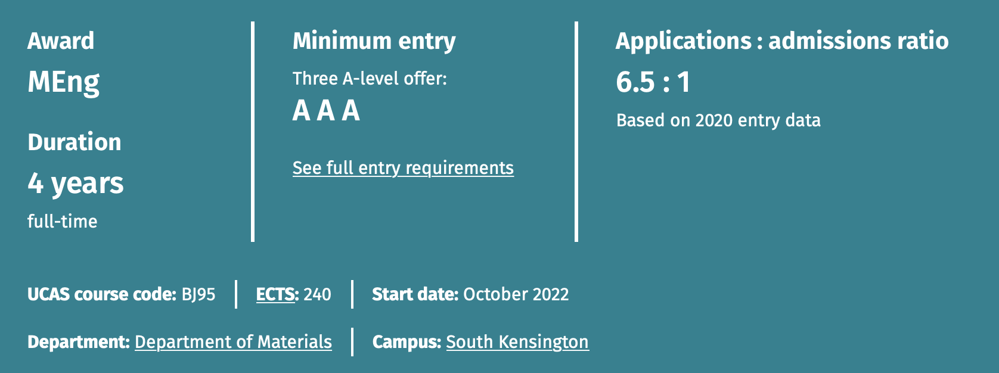 Award
MEng
Duration
4 years
full-time
Minimum entry
Three A-level offer:
A A A
See full entry requirements
Applications : admissions ratio
6.5 : 1
Based on 2020 entry data
UCAS course code: BJ95
ECTS: 240
Start date: October 2022
Department: Department of Materials
Campus: South Kensington